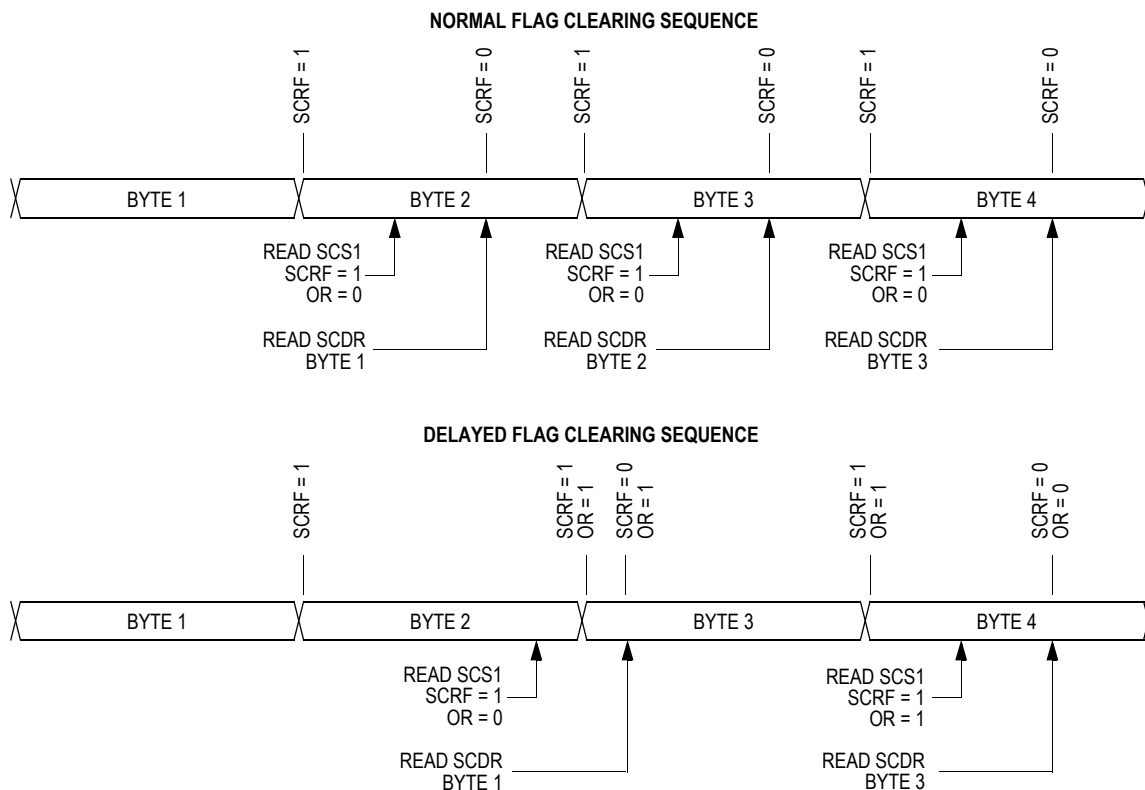 NORMAL FLAG CLEARING SEQUENCE
SCRF = 1
SCRF = 0
SCRF = 1
SCRF = 0
SCRF = 1
SCRF = 0
BYTE 1
BYTE 2
BYTE 3
BYTE 4
READ SCS1
SCRF = 1
OR = 0
READ SCS1
SCRF = 1
OR = 0
READ SCS1
SCRF = 1
OR = 0
READ SCDR
BYTE 1
READ SCDR
BYTE 2
READ SCDR
BYTE 3
DELAYED FLAG CLEARING SEQUENCE
SCRF = 1
SCRF = 1
OR = 1
SCRF = 0
OR = 1
SCRF = 1
OR = 1
SCRF = 0
OR = 0
BYTE 1
BYTE 2
BYTE 3
BYTE 4
READ SCS1
SCRF = 1
OR = 0
READ SCS1
SCRF = 1
OR = 1
READ SCDR
BYTE 1
READ SCDR
BYTE 3